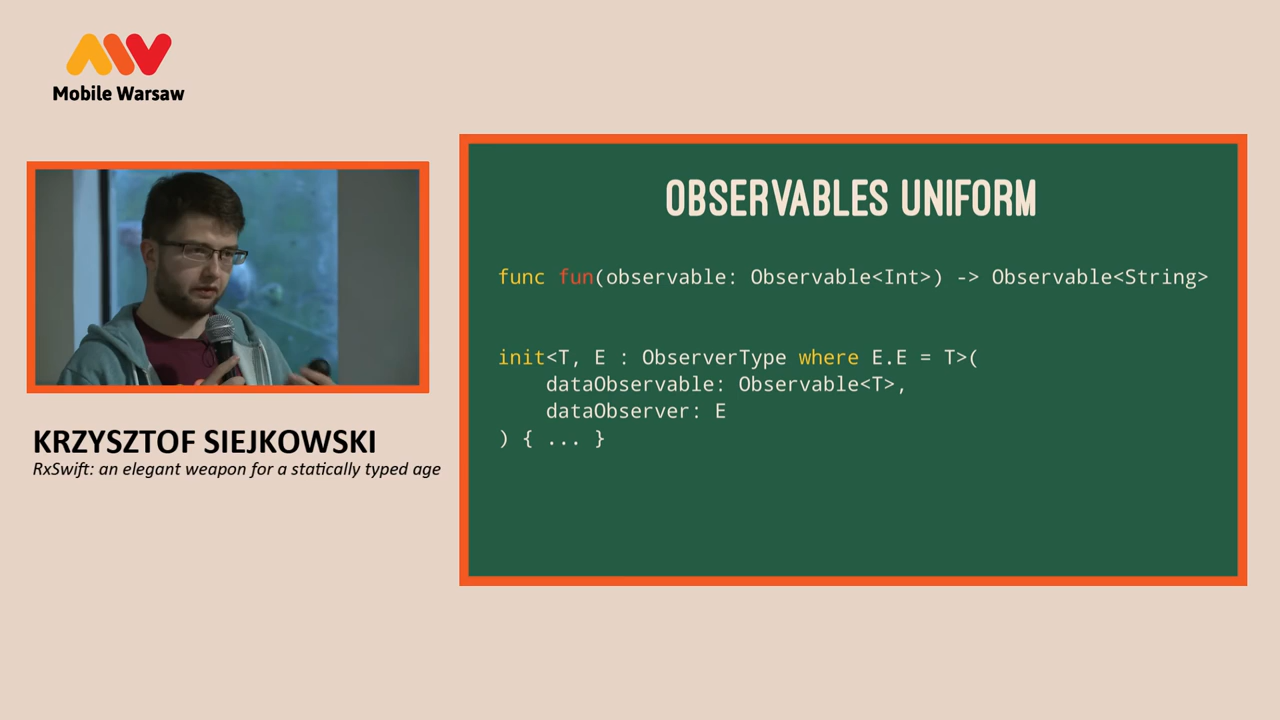 Mobile Warsaw
OBSERVABLES UNIFORM
func fun(observable: Observable<Int>) -> Observable<String>
init<T, E : ObserverType where E.E = T>(
    dataObservable: Observable<T>,
    dataObserver: E
) { ... }
KRZYSZTOF SIEJKOWSKI
RxSwift: an elegant weapon for a statically typed age